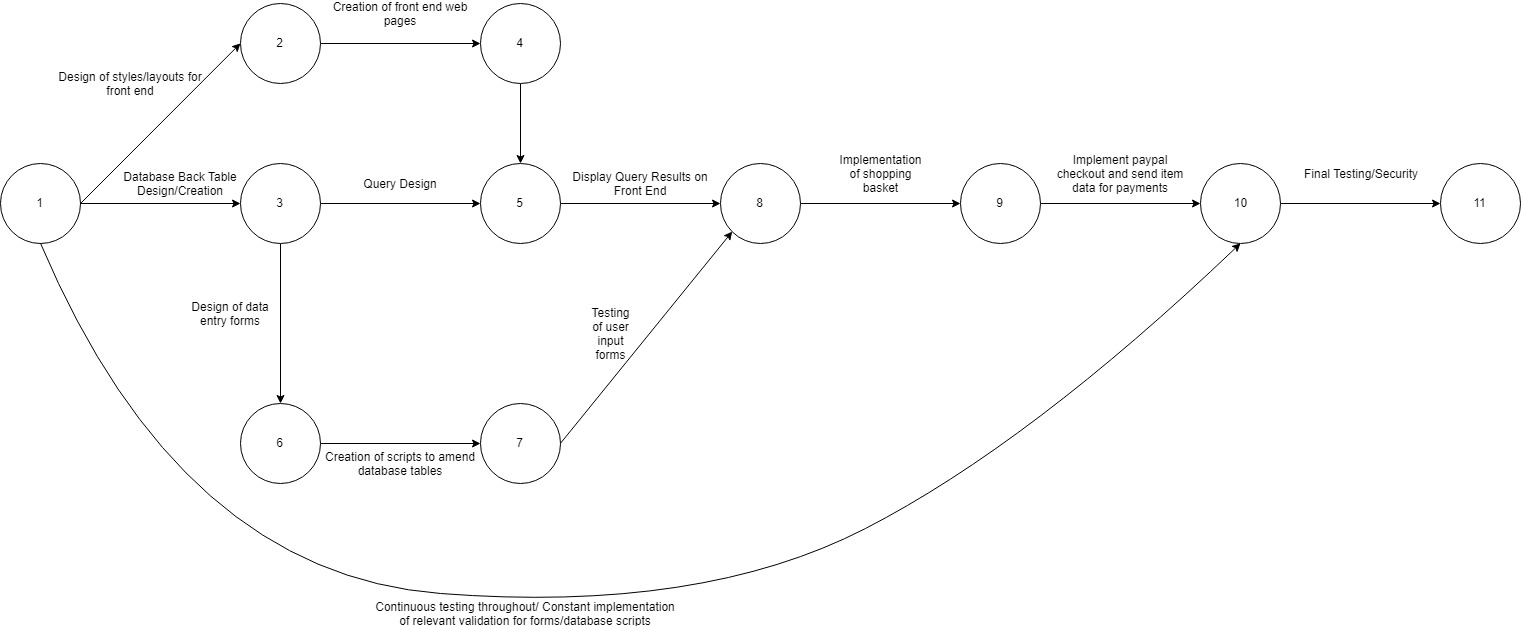 Creation of front end web
pages
2
4
Design of styles/layouts for
front end
Database Back Table
Design/Creation
Query Design
Display Query Results on
Front End
Implementation
of shopping
basket
Implement paypal
checkout and send item
data for payments
Final Testing/Security
1
3
5
8
9
10
11
Design of data
entry forms
Testing
of user
input
forms
6
7
Creation of scripts to amend
database tables
Continuous testing throughout/ Constant implementation
of relevant validation for forms/database scripts